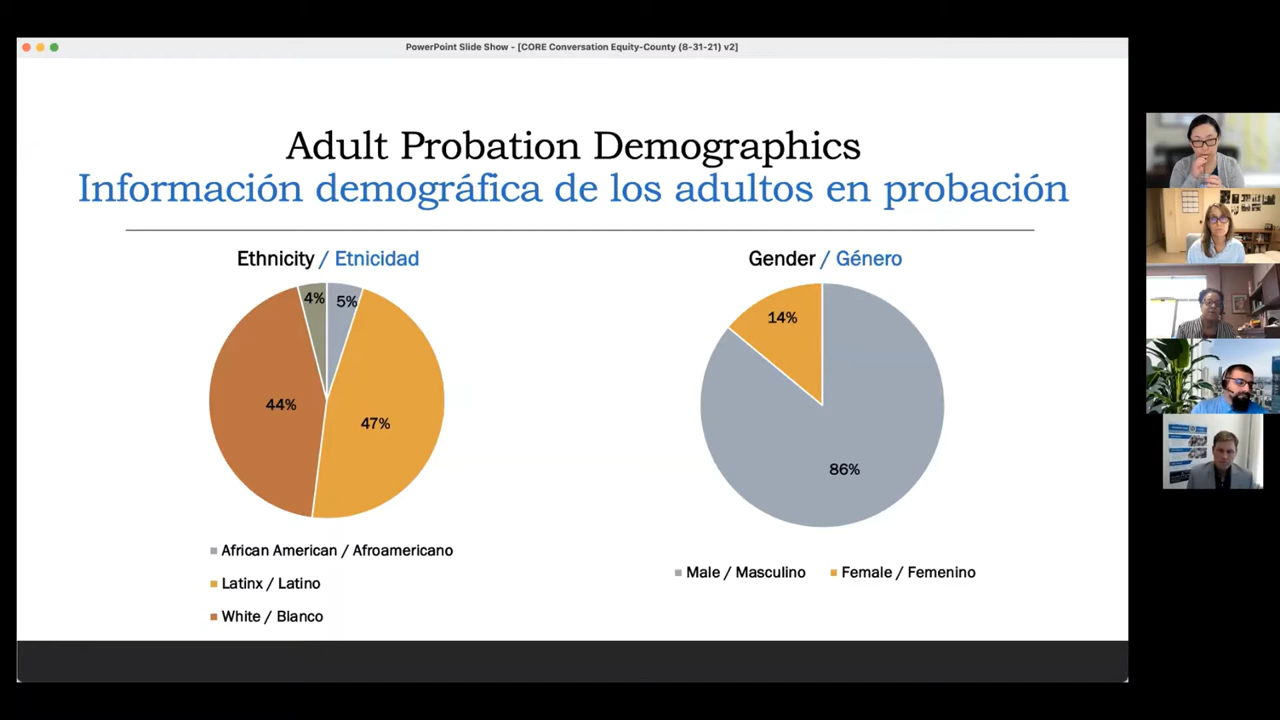 PowerPoint Slide Show - [CORE Conversation Equity-County (8-31-21) v2]
Adult Probation Demographics
Información demográfica de los adultos en probación
Ethnicity / Etnicidad
4%
5%
44%
47%
African American / Afroamericano
Latinx / Latino
White / Blanco
Gender / Género
14%
86%
Male / Masculino
Female / Femenino